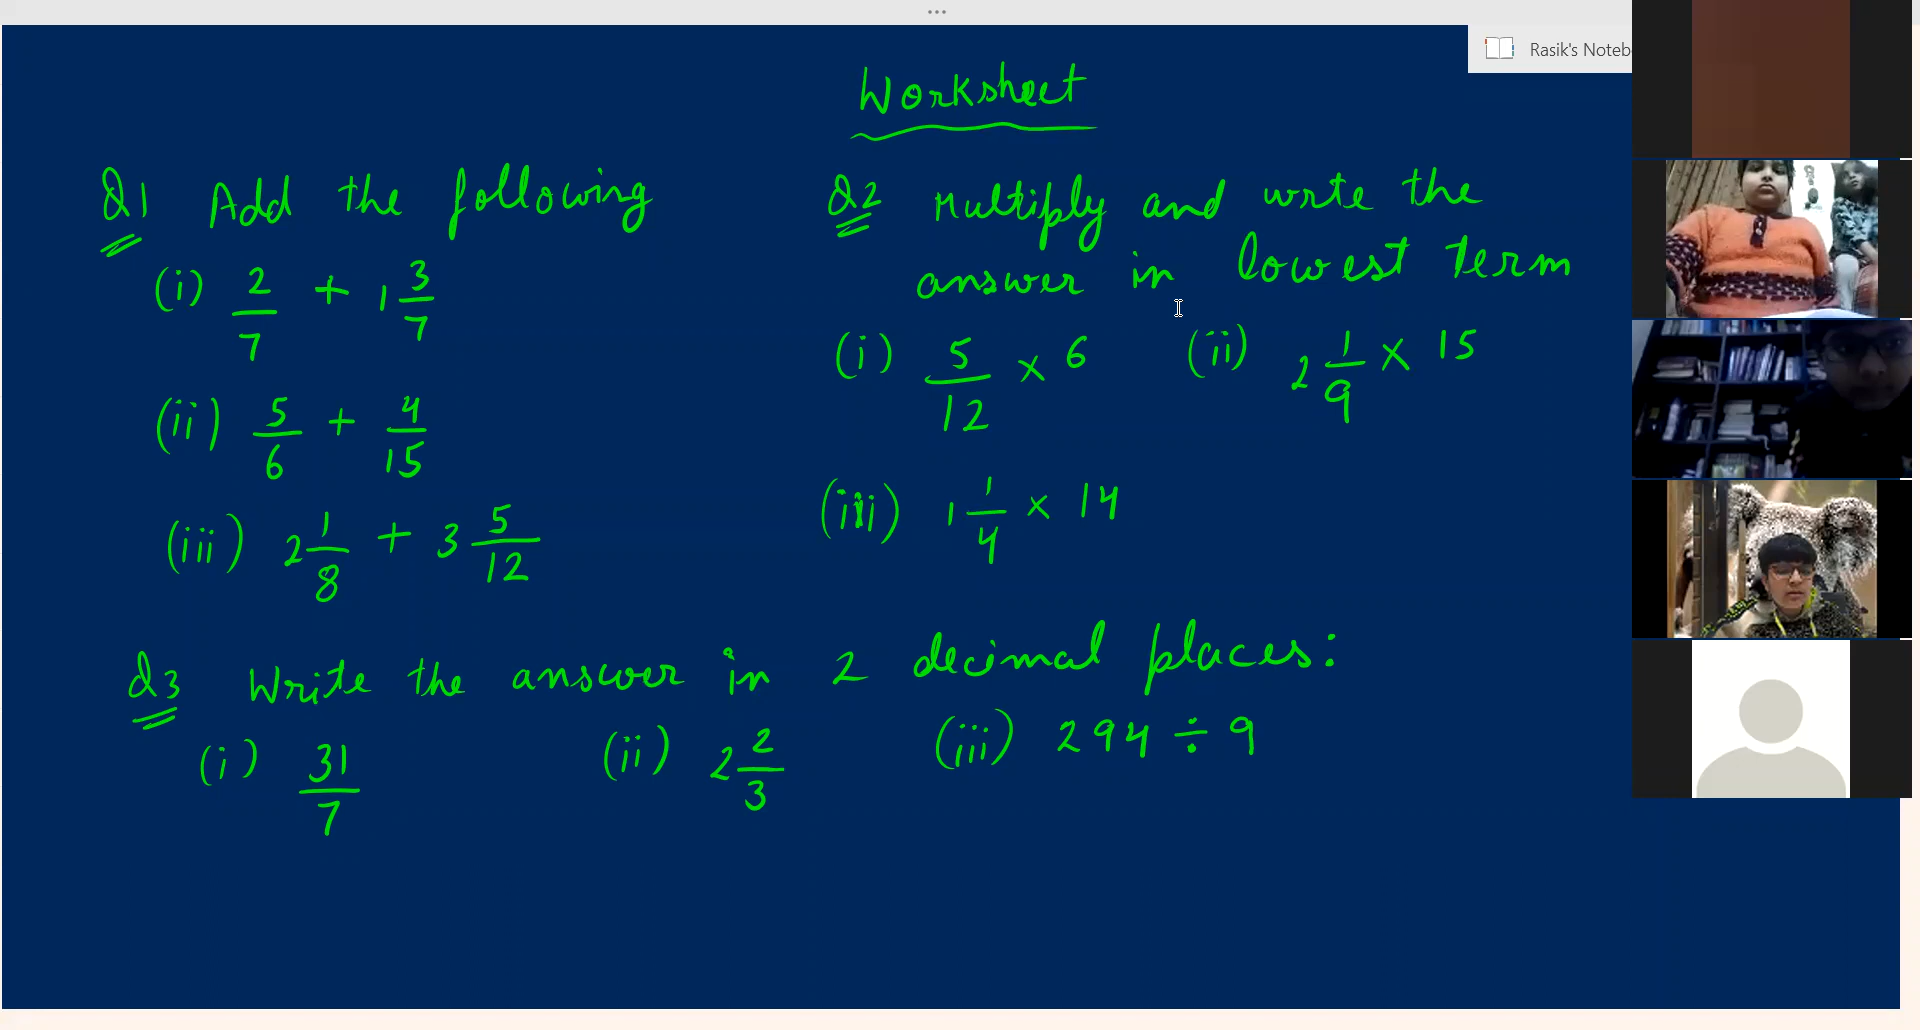 Rasik's Noteb
Worksheet
Q1 Add the following
(i) 2/7 + 1 3/7
(ii) 5/6 + 4/15
(iii) 2 1/8 + 3 5/12
Q2 Multiply and wrte the
answer in lowest term
(i) 5/12 × 6 (ii) 2 1/9 × 15
(iii) 1 1/4 × 14
Q3 Write the answer in 2 decimal places:
(i) 31/7 (ii) 2 2/3 (iii) 294 ÷ 9